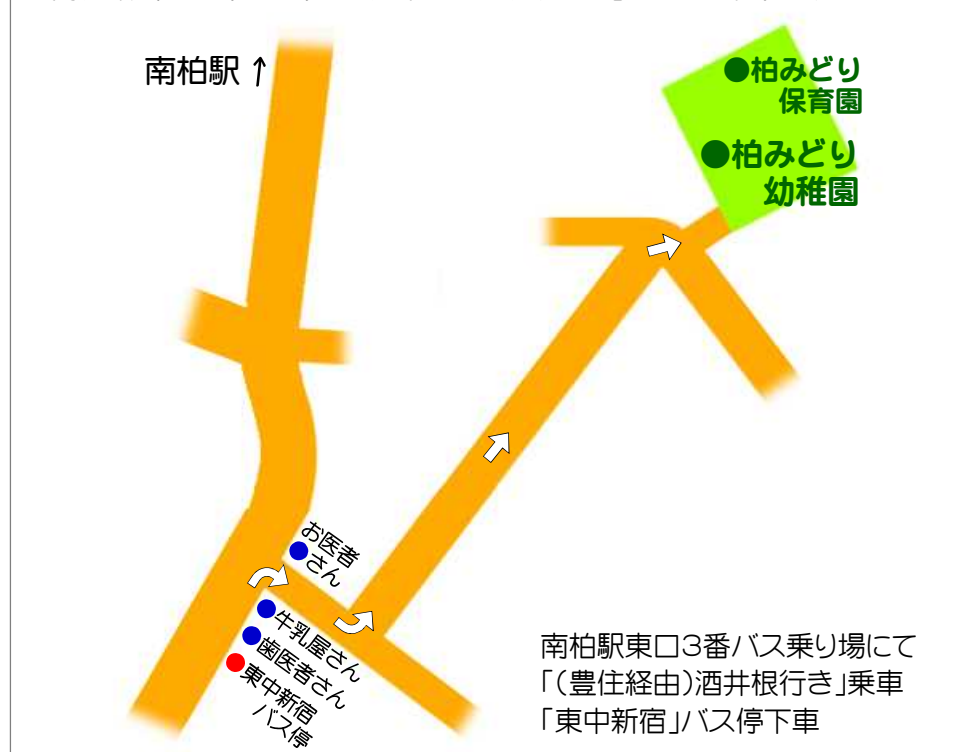 南柏駅↑
●柏みどり
保育園
●柏みどり
幼稚園
お医者
さん
牛乳屋さん
歯医者さん
東中新宿
バス停
南柏駅東口3番バス乗り場にて
「(豊住経由)酒井根行き」乗車
「東中新宿」バス停下車